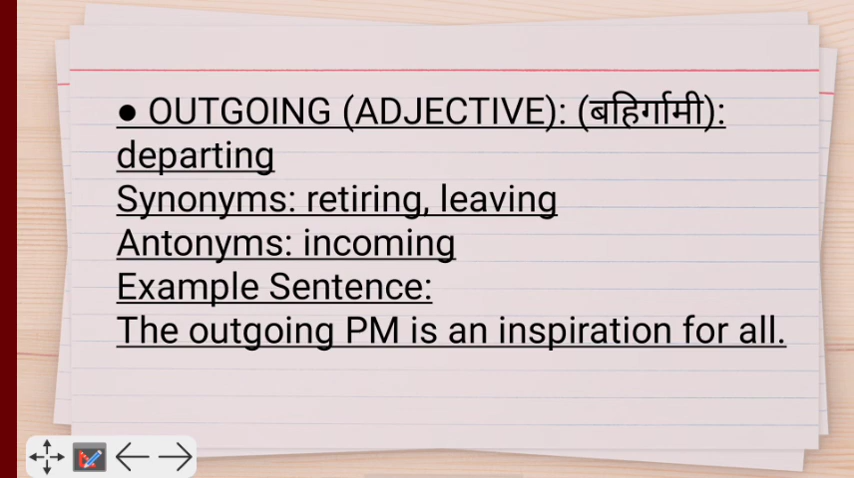 ● OUTGOING (ADJECTIVE): (बहिर्गामी):
departing
Synonyms: retiring, leaving
Antonyms: incoming
Example Sentence:
The outgoing PM is an inspiration for all.